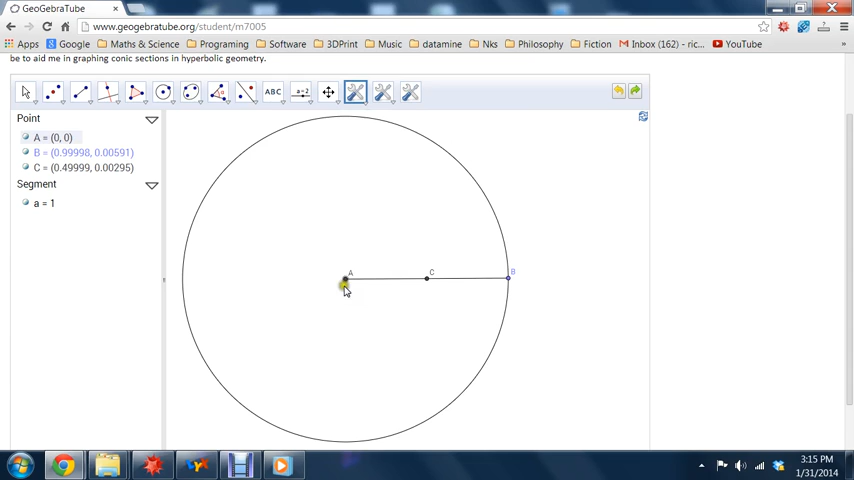 GeoGebraTube
www.geogebratube.org/student/m7005
Apps Google Maths & Science Programing Software 3DPrint Music datamine Nks Philosophy Fiction Inbox (162) - ric... YouTube »
be to aid me in graphing conic sections in hyperbolic geometry.
ABC a=2
Point
A = (0, 0)
B = (0.99998, 0.00591)
C = (0.49999, 0.00295)
Segment
a = 1
A C B
3:15 PM
1/31/2014